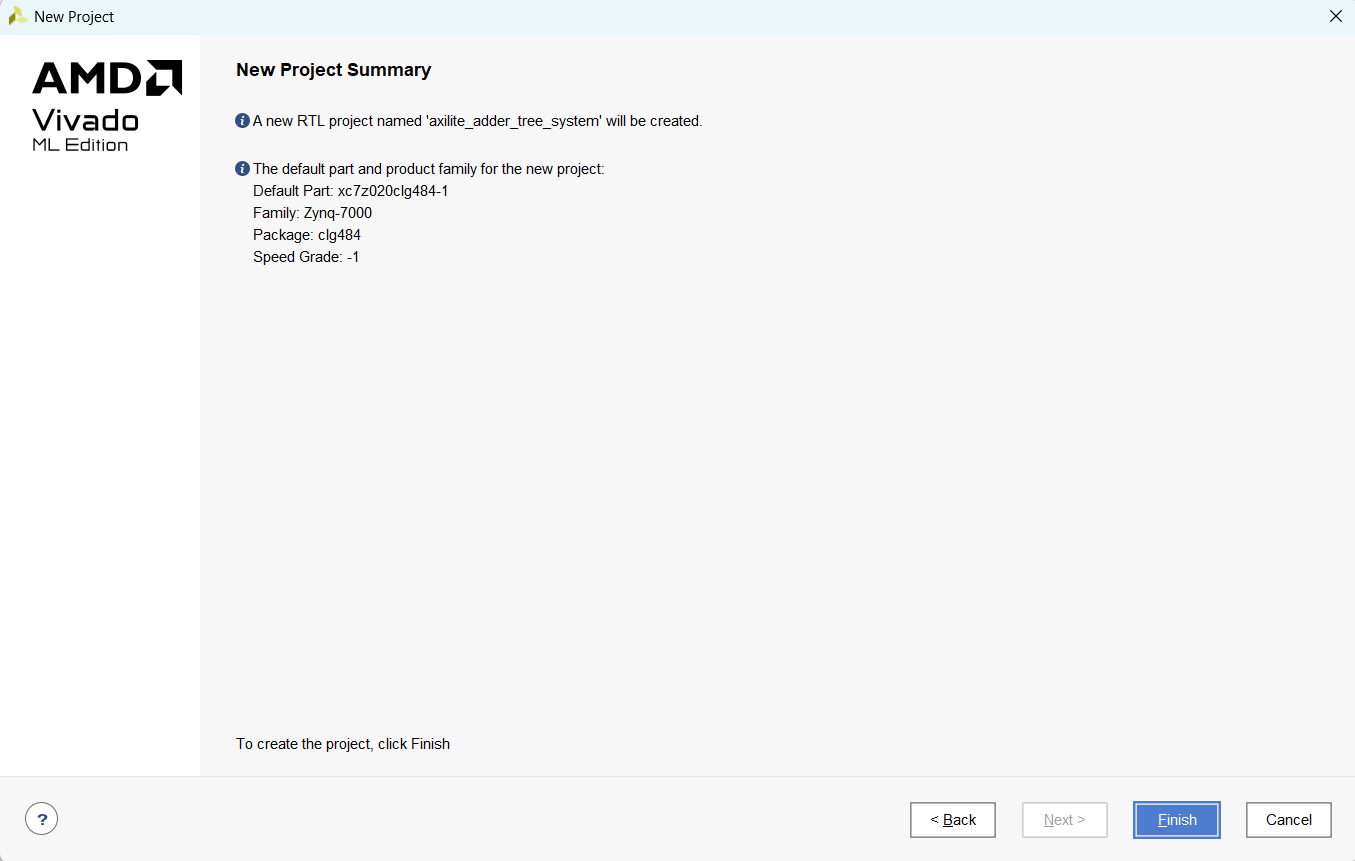 New Project
AMD
Vivado
ML Edition
New Project Summary
A new RTL project named 'axilite_adder_tree_system' will be created.
The default part and product family for the new project:
Default Part: xc7z020clg484-1
Family: Zynq-7000
Package: clg484
Speed Grade: -1
To create the project, click Finish
?
< Back
Next >
Finish
Cancel